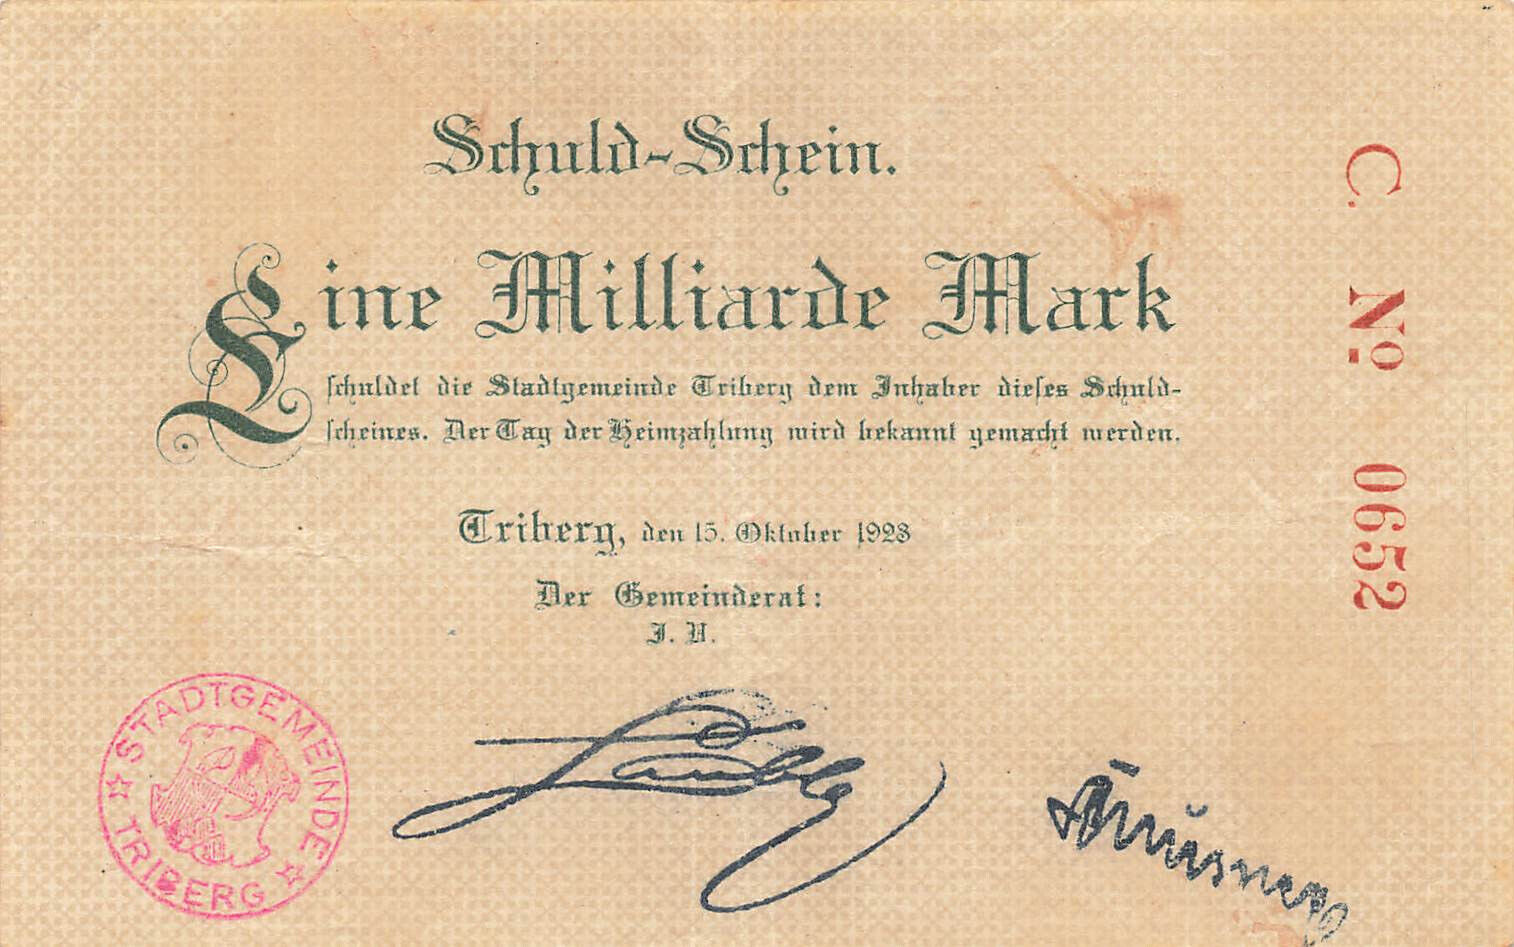 Schuld-Schein.
Eine Milliarde Mark
schuldet die Stadtgemeinde Triberg dem Inhaber dieses Schuld-
scheines. Der Tag der Heimzahlung wird bekannt gemacht werden.
Triberg, den 15. Oktober 1923
Der Gemeinderat:
J. V.
C. No 0652
STADTGEMEINDE
TRIBERG